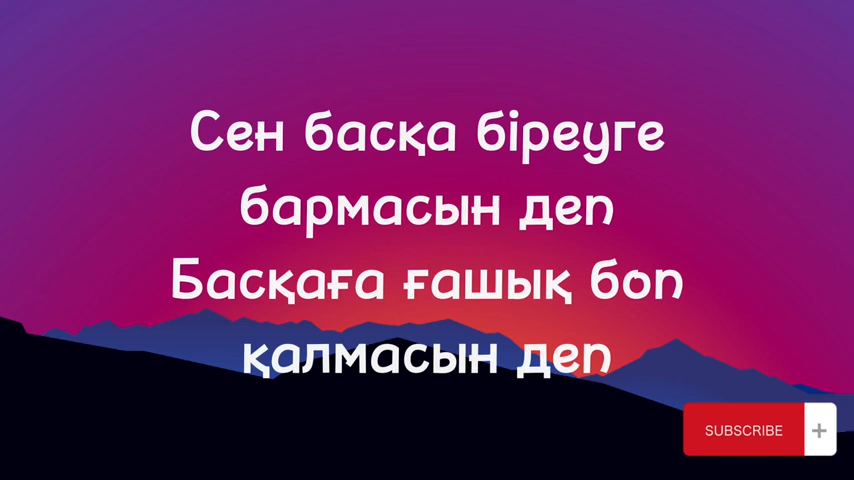 Сен басқа біреуге
бармасын деп
Басқаға ғашық боп
қалмасын деп
SUBSCRIBE